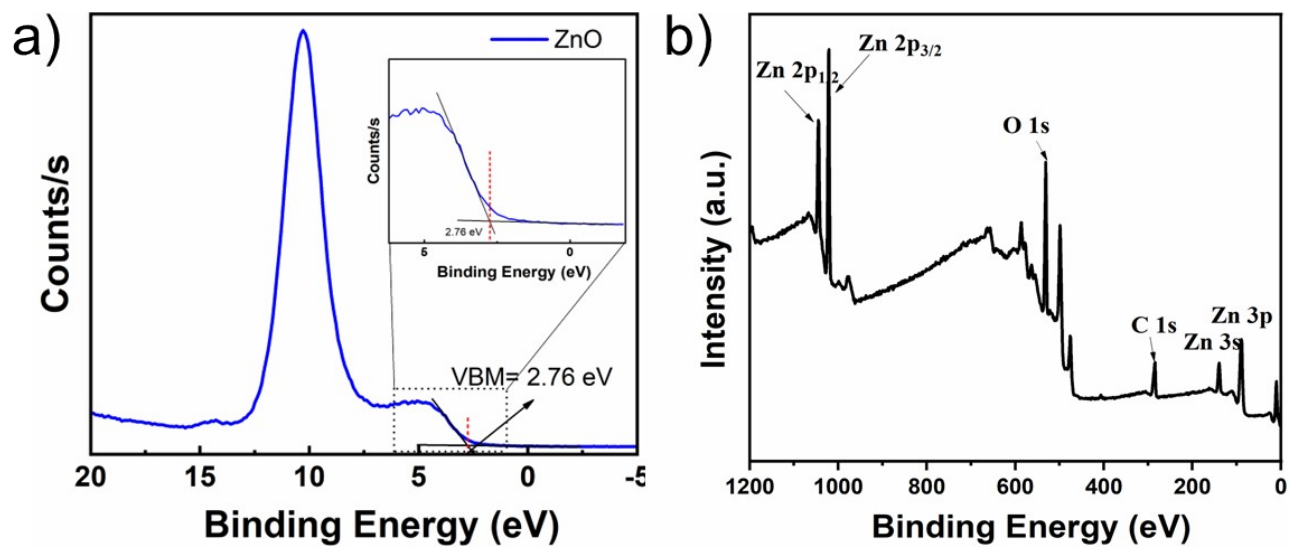 a)
ZnO
Counts/s
5
0
2.76 eV
Binding Energy (eV)
VBM= 2.76 eV
Counts/s
20
15
10
5
0
-5
Binding Energy (eV)
b)
Zn 2p1/2
Zn 2p3/2
O 1s
C 1s
Zn 3s
Zn 3p
Intensity (a.u.)
1200
1000
800
600
400
200
0
Binding Energy (eV)